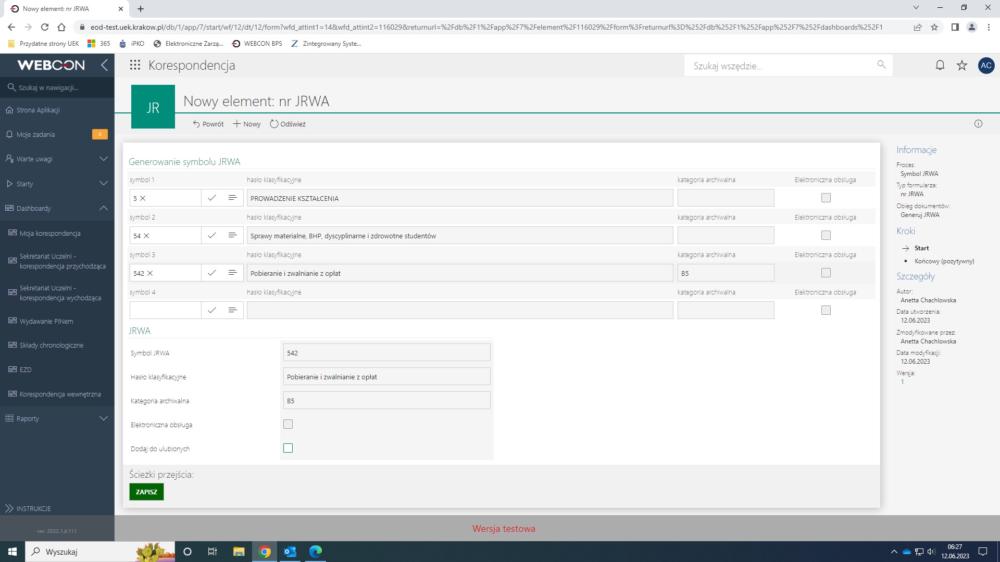 Nowy element: nr JRWA
eod-test.uek.krakow.pl/db/1/app/7/start/wf/12/dt/12/form?wfd_attint1=14&wfd_attint2=116029&returnurl=%2Fdb%2F1%2Fapp%2F7%2Felement%2F116029%2Fform%3Freturnurl%3D%252Fdb%252F1%252Fapp%252F7%252Fdashboards%252F1
Przydatne strony UEK
365
iPKO
Elektroniczne Zarzą...
WEBCON BPS
Zintegrowany Syste...
WEBCON
Korespondencja
Szukaj wszędzie...
AC
Szukaj w nawigacji...
Strona Aplikacji
Moje zadania
4
Warte uwagi
Starty
Dashboardy
Moja korespondencja
Sekretariat Uczelni -
korespondencja przychodząca
Sekretariat Uczelni -
korespondencja wychodząca
Wydawanie PINem
Składy chronologiczne
EZD
Korespondencja wewnętrzna
Raporty
INSTRUKCJE
ver. 2022.1.4.111
JR
Nowy element: nr JRWA
Powrót
Nowy
Odśwież
Generowanie symbolu JRWA
symbol 1 hasło klasyfikacyjne kategoria archiwalna Elektroniczna obsluga
5 PROWADZENIE KSZTAŁCENIA
symbol 2 hasło klasyfikacyjne kategoria archiwalna Elektroniczna obsługa
54 Sprawy materialne, BHP, dyscyplinarne i zdrowotne studentów
symbol 3 hasło klasyfikacyjne kategoria archiwalna Elektroniczna obsługa
542 Pobieranie i zwalnianie z opłat B5
symbol 4 hasło klasyfikacyjne kategoria archiwalna Elektroniczna obsługa
JRWA
Symbol JRWA 542
Hasło klasyfikacyjne Pobieranie i zwalnianie z opłat
Kategoria archiwalna B5
Elektroniczna obsługa
Dodaj do ulubionych
Ścieżki przejścia:
ZAPISZ
Informacje
Proces:
Symbol JRWA
Typ formularza:
nr JRWA
Obieg dokumentów:
Generuj JRWA
Kroki
Start
Końcowy (pozytywny)
Szczegóły
Autor:
Anetta Chachlowska
Data utworzenia:
12.06.2023
Zmodyfikowane przez:
Anetta Chachlowska
Data modyfikacji:
12.06.2023
Wersja:
1
Wersja testowa
Wyszukaj
06:27
12.06.2023